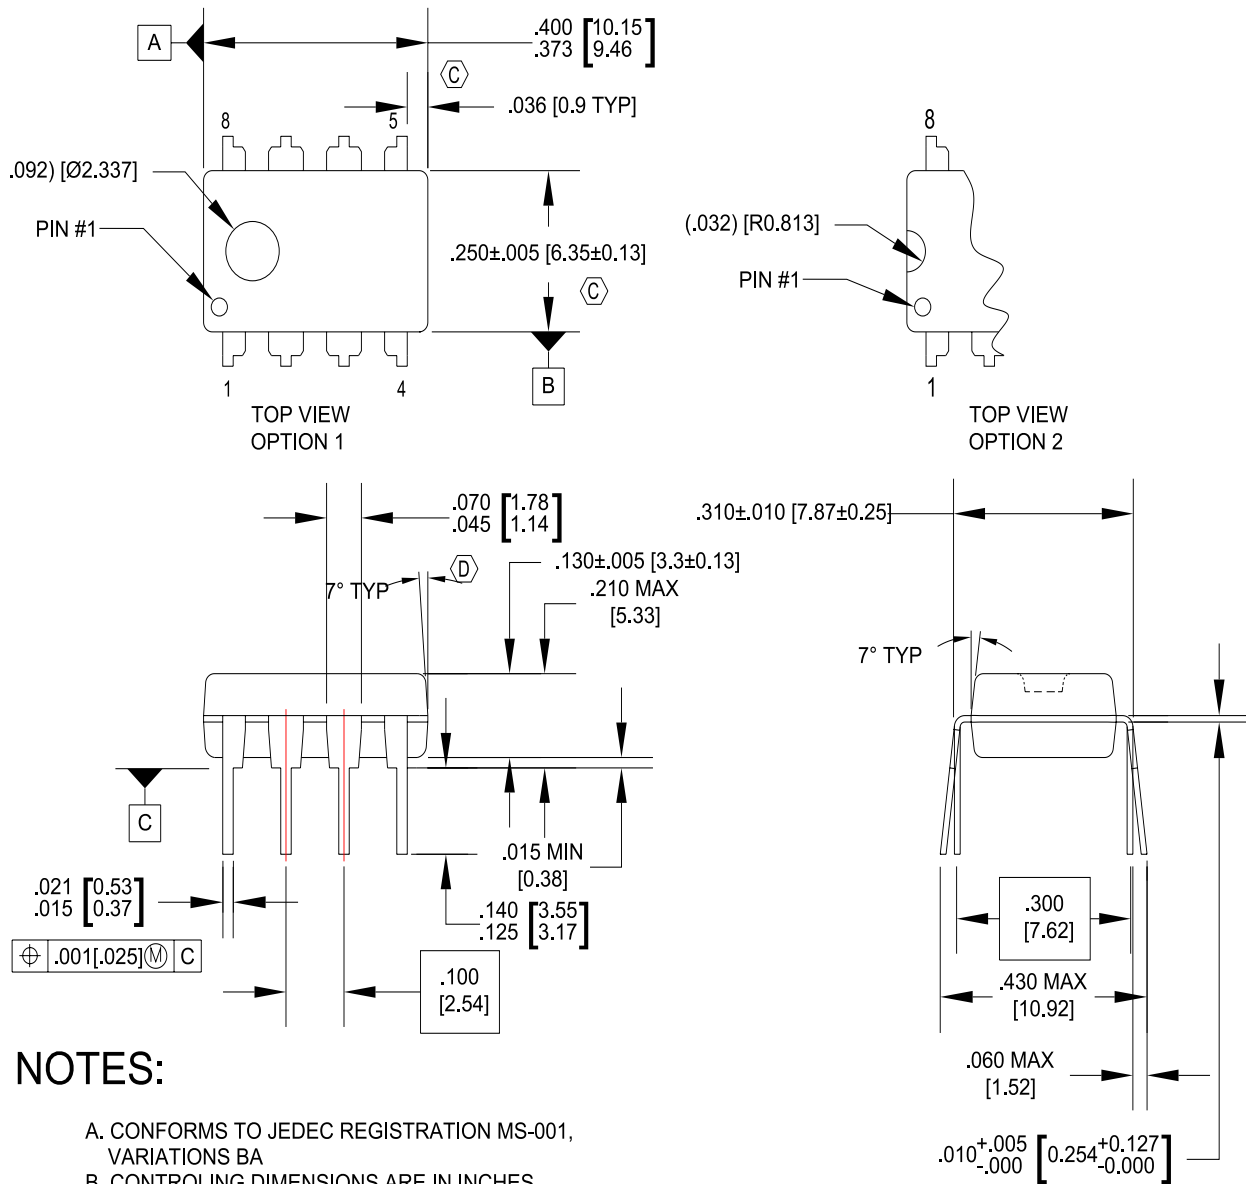 A
.400 [10.15]
.373 [9.46]
C
.036 [0.9 TYP]
8
5
.092) [Ø2.337]
PIN #1
.250±.005 [6.35±0.13]
C
B
1
4
TOP VIEW
OPTION 1
8
(.032) [R0.813]
PIN #1
1
TOP VIEW
OPTION 2
.070 [1.78]
.045 [1.14]
D
7° TYP
.130±.005 [3.3±0.13]
.210 MAX
[5.33]
C
.015 MIN
[0.38]
.021 [0.53]
.015 [0.37]
.140 [3.55]
.125 [3.17]
⌖ .001[.025]Ⓜ C
.100
[2.54]
.310±.010 [7.87±0.25]
7° TYP
.300
[7.62]
.430 MAX
[10.92]
.060 MAX
[1.52]
.010+.005-.000 [0.254+0.127-0.000]
NOTES:
A. CONFORMS TO JEDEC REGISTRATION MS-001,
VARIATIONS BA
B. CONTROLING DIMENSIONS ARE IN INCHES